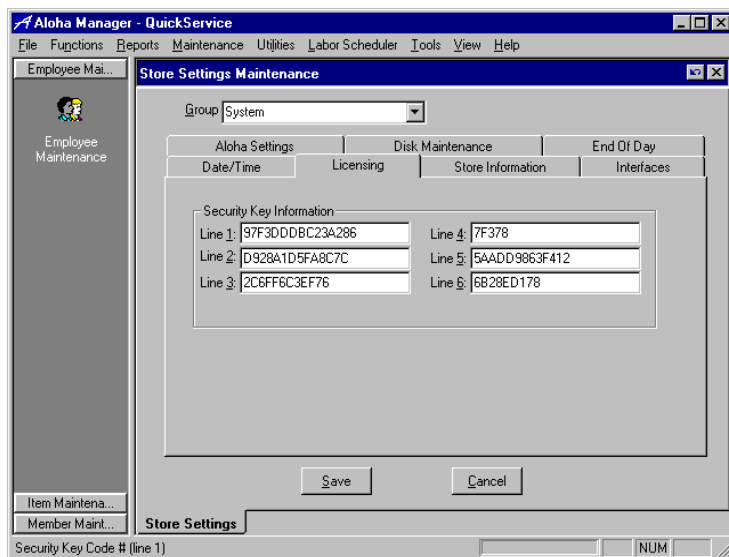 Aloha Manager - QuickService
File Functions Reports Maintenance Utilities Labor Scheduler Tools View Help
Employee Mai...
Employee
Maintenance
Item Maintena...
Member Maint...
Store Settings Maintenance
Group System
Aloha Settings Disk Maintenance End Of Day
Date/Time Licensing Store Information Interfaces
Security Key Information
Line 1: 97F3DDDBC23A286 Line 4: 7F378
Line 2: D928A1D5FA8C7C Line 5: 5AADD9863F412
Line 3: 2C6FF6C3EF76 Line 6: 6B28ED178
Save Cancel
Store Settings
Security Key Code # (line 1) NUM